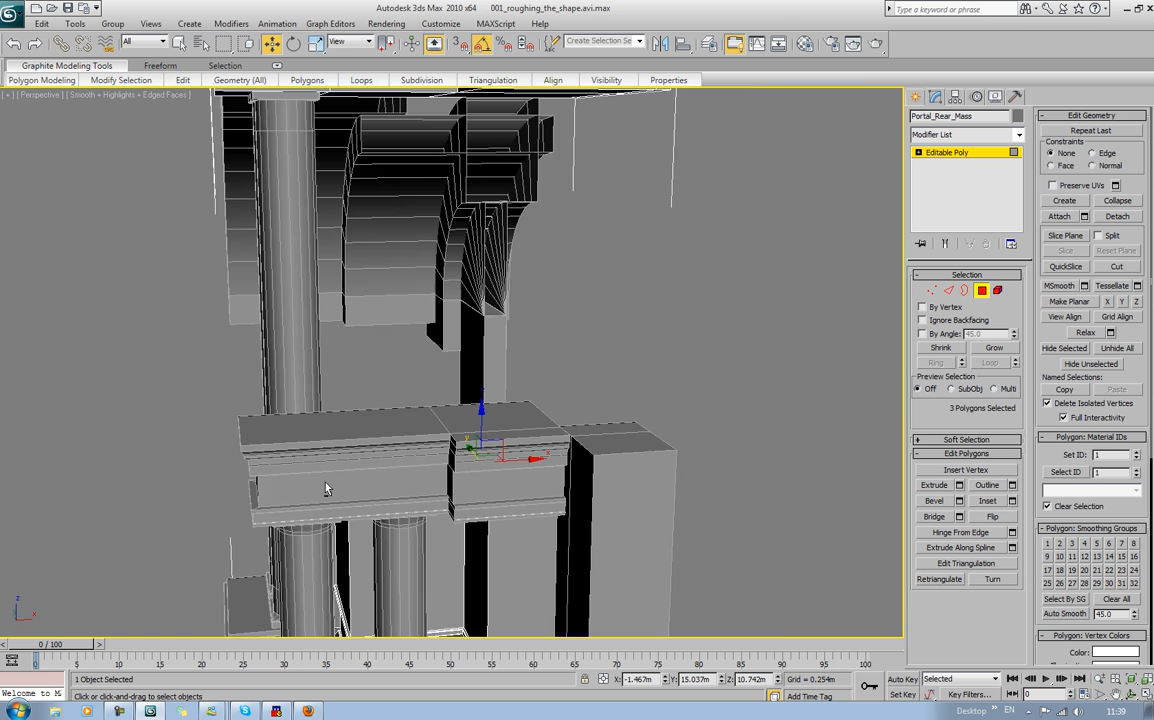 Autodesk 3ds Max 2010 x64 001_roughing_the_shape.avi.max
Type a keyword or phrase
Edit Tools Group Views Create Modifiers Animation Graph Editors Rendering Customize MAXScript Help
All View Create Selection Se
Graphite Modeling Tools Freeform Selection
Polygon Modeling Modify Selection Edit Geometry (All) Polygons Loops Subdivision Triangulation Align Visibility Properties
[ + ] [ Perspective ] [ Smooth + Highlights + Edged Faces ]
Portal_Rear_Mass
Modifier List
Editable Poly
Selection
By Vertex
Ignore Backfacing
By Angle: 45.0
Shrink Grow
Ring Loop
Preview Selection
Off SubObj Multi
3 Polygons Selected
Soft Selection
Edit Polygons
Insert Vertex
Extrude Outline
Bevel Inset
Bridge Flip
Hinge From Edge
Extrude Along Spline
Edit Triangulation
Retriangulate Turn
Edit Geometry
Repeat Last
Constraints
None Edge
Face Normal
Preserve UVs
Create Collapse
Attach Detach
Slice Plane Split
Slice Reset Plane
QuickSlice Cut
MSmooth Tessellate
Make Planar X Y Z
View Align Grid Align
Relax
Hide Selected Unhide All
Hide Unselected
Named Selections:
Copy Paste
Delete Isolated Vertices
Full Interactivity
Polygon: Material IDs
Set ID: 1
Select ID 1
Clear Selection
Polygon: Smoothing Groups
1 2 3 4 5 6 7 8
9 10 11 12 13 14 15 16
17 18 19 20 21 22 23 24
25 26 27 28 29 30 31 32
Select By SG Clear All
Auto Smooth 45.0
Polygon: Vertex Colors
Color:
z
x
0 / 100
0 5 10 15 20 25 30 35 40 45 50 55 60 65 70 75 80 85 90 95 100
1 Object Selected X: -1.467m Y: 15.037m Z: 10.742m Grid = 0.254m Auto Key Selected
Welcome to M Click or click-and-drag to select objects Add Time Tag Set Key Key Filters... 0
Desktop EN 11:39